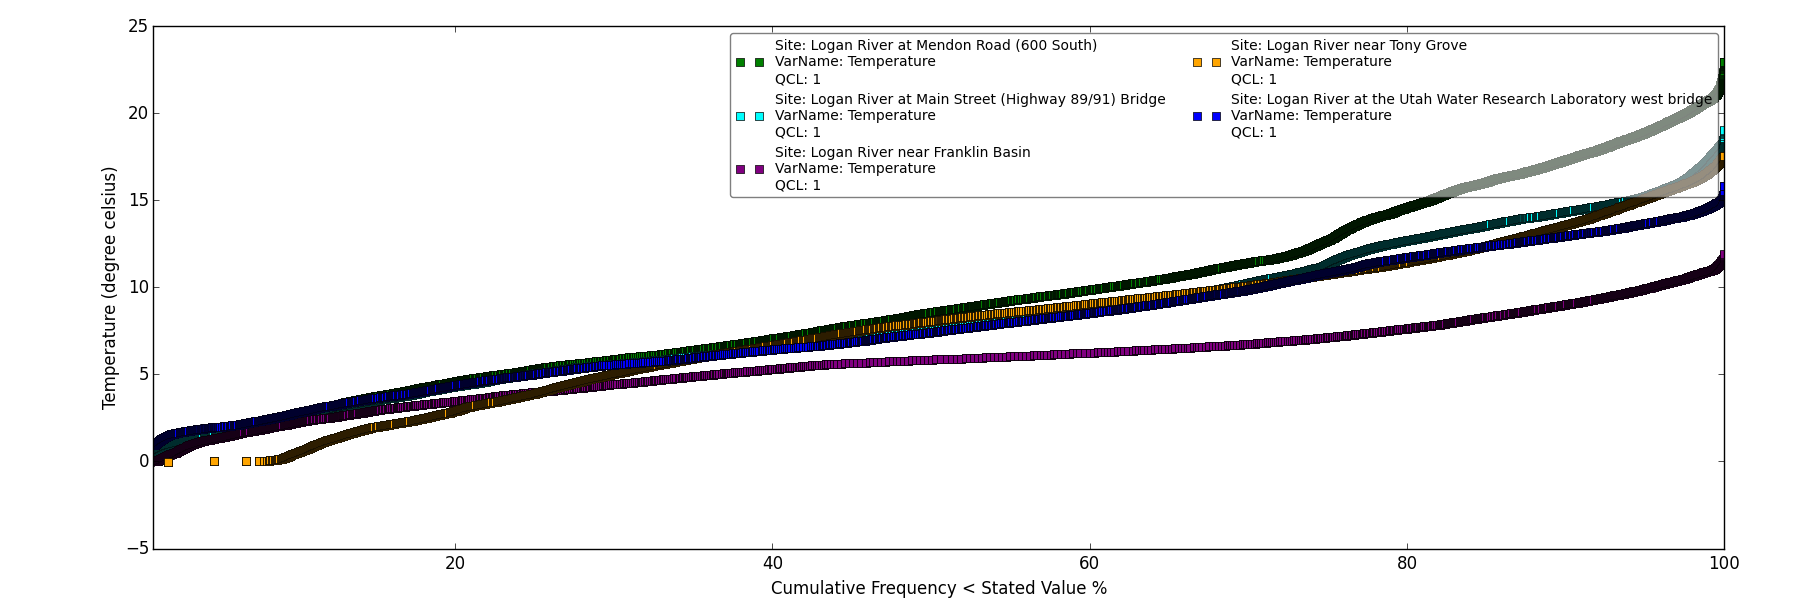 25
20
15
10
5
0
−5
Temperature (degree celsius)
Site: Logan River at Mendon Road (600 South)
VarName: Temperature
QCL: 1
Site: Logan River at Main Street (Highway 89/91) Bridge
VarName: Temperature
QCL: 1
Site: Logan River near Franklin Basin
VarName: Temperature
QCL: 1
Site: Logan River near Tony Grove
VarName: Temperature
QCL: 1
Site: Logan River at the Utah Water Research Laboratory west bridge
VarName: Temperature
QCL: 1
20
40
60
80
100
Cumulative Frequency < Stated Value %